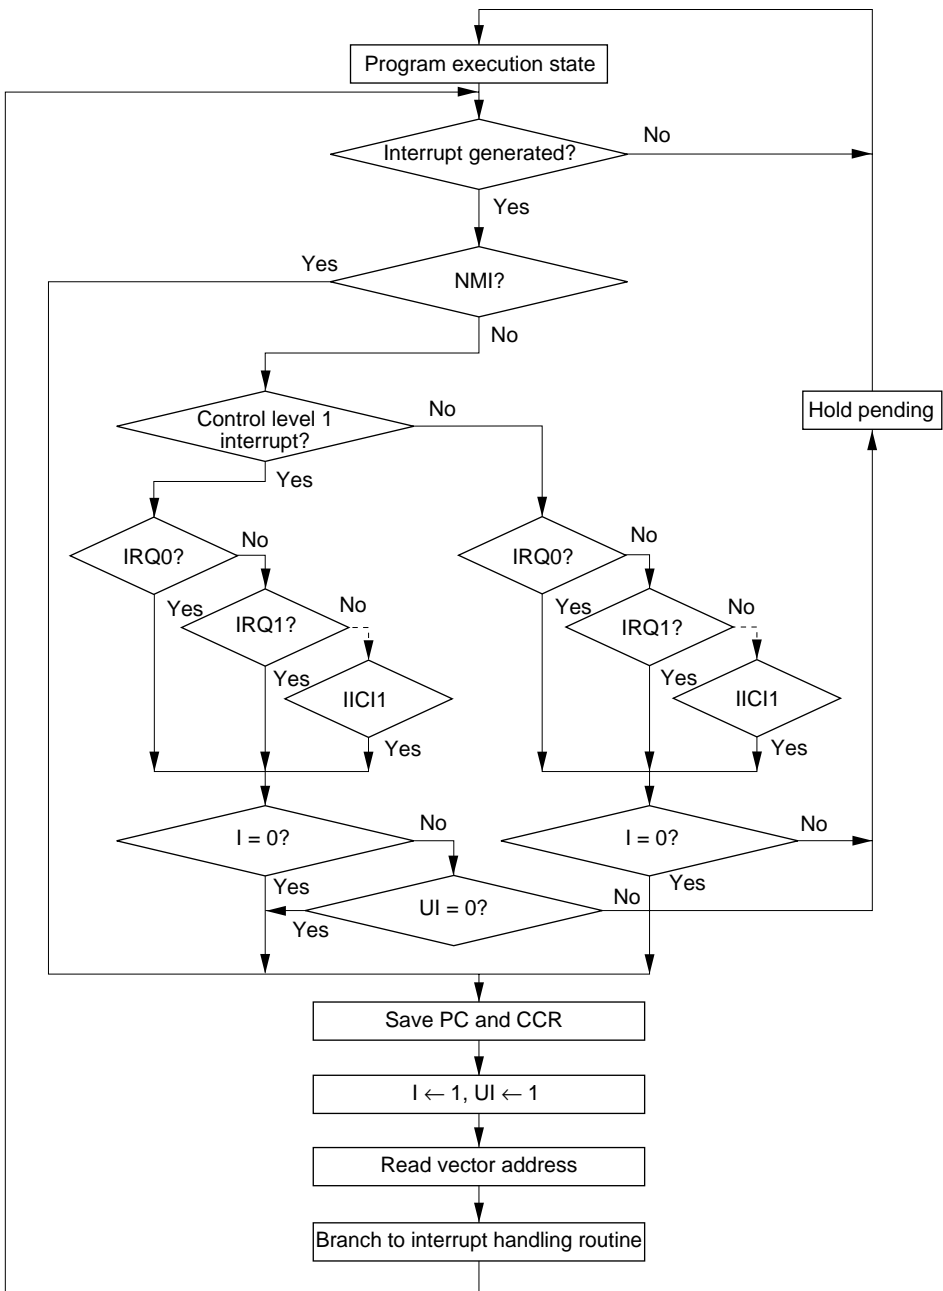 Program execution state
Interrupt generated?
No
Yes
Yes
NMI?
No
Control level 1
interrupt?
No
Yes
Hold pending
IRQ0?
No
Yes
IRQ1?
No
Yes
IICI1
Yes
IRQ0?
No
Yes
IRQ1?
No
Yes
IICI1
Yes
I = 0?
No
Yes
UI = 0?
Yes
No
I = 0?
No
Yes
Save PC and CCR
I ← 1, UI ← 1
Read vector address
Branch to interrupt handling routine